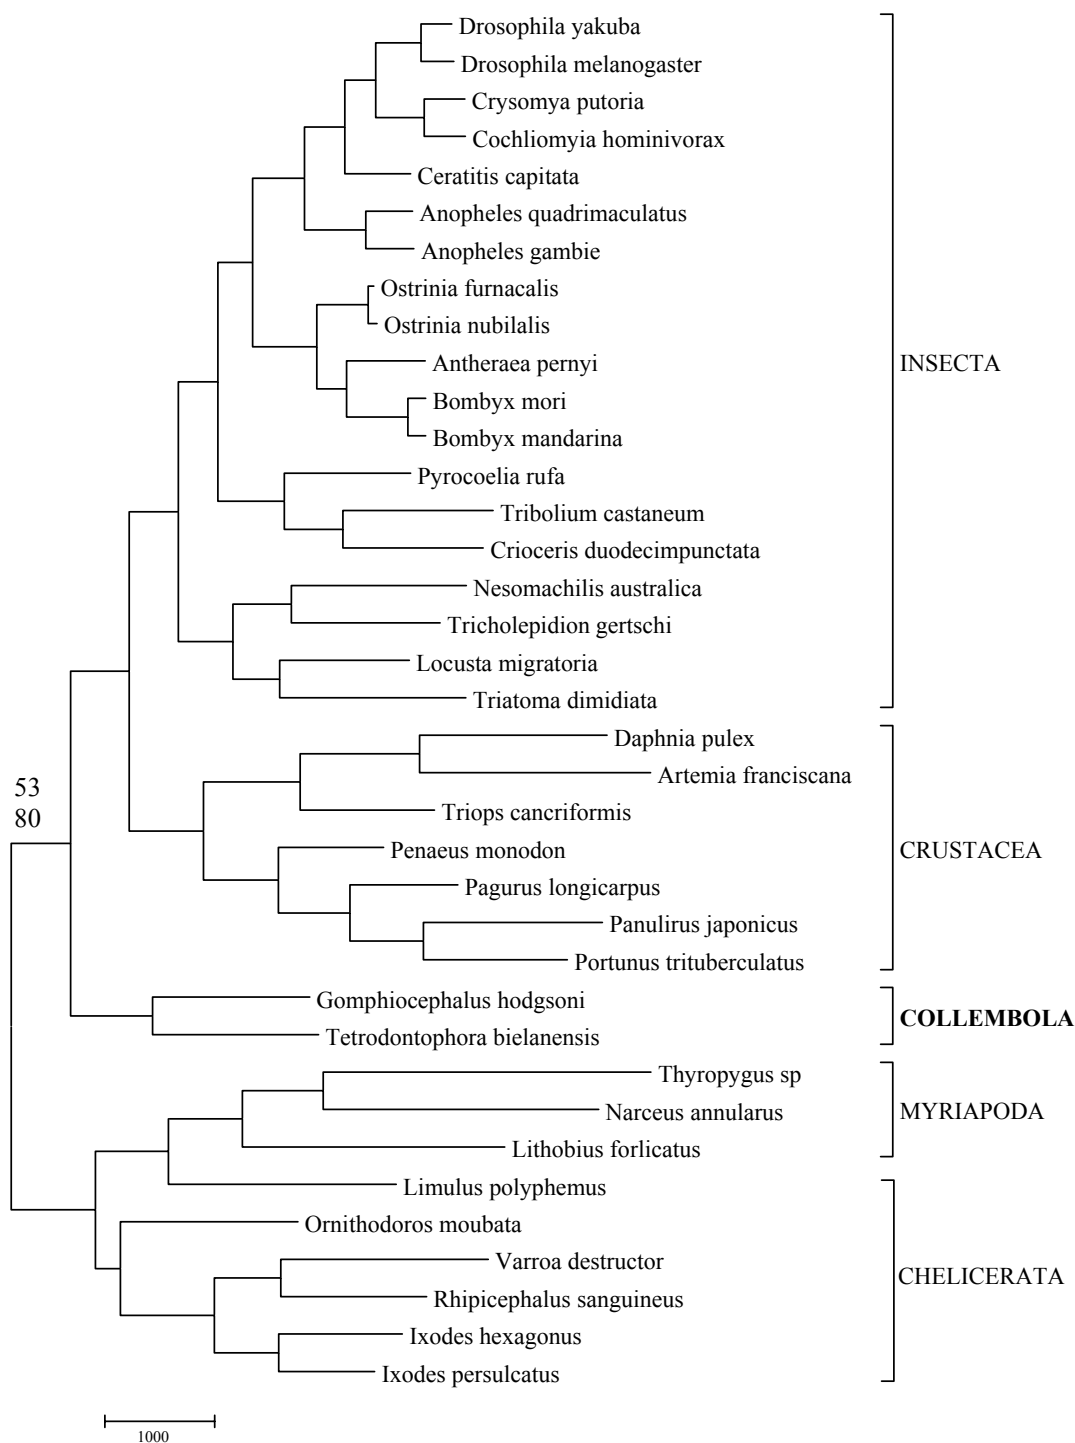 Drosophila yakuba
Drosophila melanogaster
Crysomya putoria
Cochliomyia hominivorax
Ceratitis capitata
Anopheles quadrimaculatus
Anopheles gambie
Ostrinia furnacalis
Ostrinia nubilalis
Antheraea pernyi
INSECTA
Bombyx mori
Bombyx mandarina
Pyrocoelia rufa
Tribolium castaneum
Crioceris duodecimpunctata
Nesomachilis australica
Tricholepidion gertschi
Locusta migratoria
Triatoma dimidiata
Daphnia pulex
Artemia franciscana
53
80
Triops cancriformis
Penaeus monodon
CRUSTACEA
Pagurus longicarpus
Panulirus japonicus
Portunus trituberculatus
Gomphiocephalus hodgsoni
COLLEMBOLA
Tetrodontophora bielanensis
Thyropygus sp
Narceus annularus
MYRIAPODA
Lithobius forlicatus
Limulus polyphemus
Ornithodoros moubata
Varroa destructor
CHELICERATA
Rhipicephalus sanguineus
Ixodes hexagonus
Ixodes persulcatus
1000